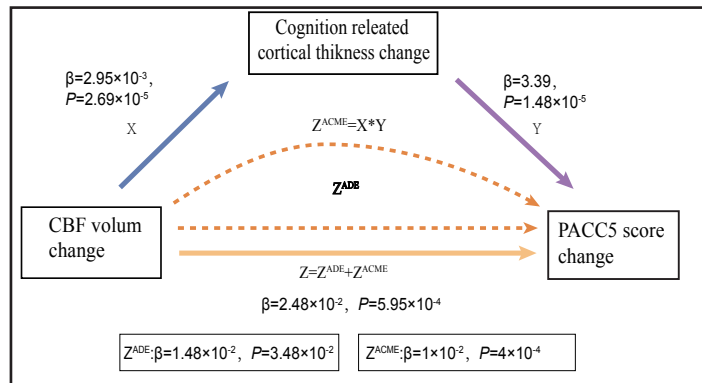 Cognition releated
cortical thikness change
β=2.95×10⁻³,
P=2.69×10⁻⁵
X
β=3.39,
P=1.48×10⁻⁵
Y
Z^ACME=X*Y
Z^ADE
CBF volum
change
PACC5 score
change
Z=Z^ADE+Z^ACME
β=2.48×10⁻², P=5.95×10⁻⁴
Z^ADE:β=1.48×10⁻², P=3.48×10⁻²
Z^ACME:β=1×10⁻², P=4×10⁻⁴